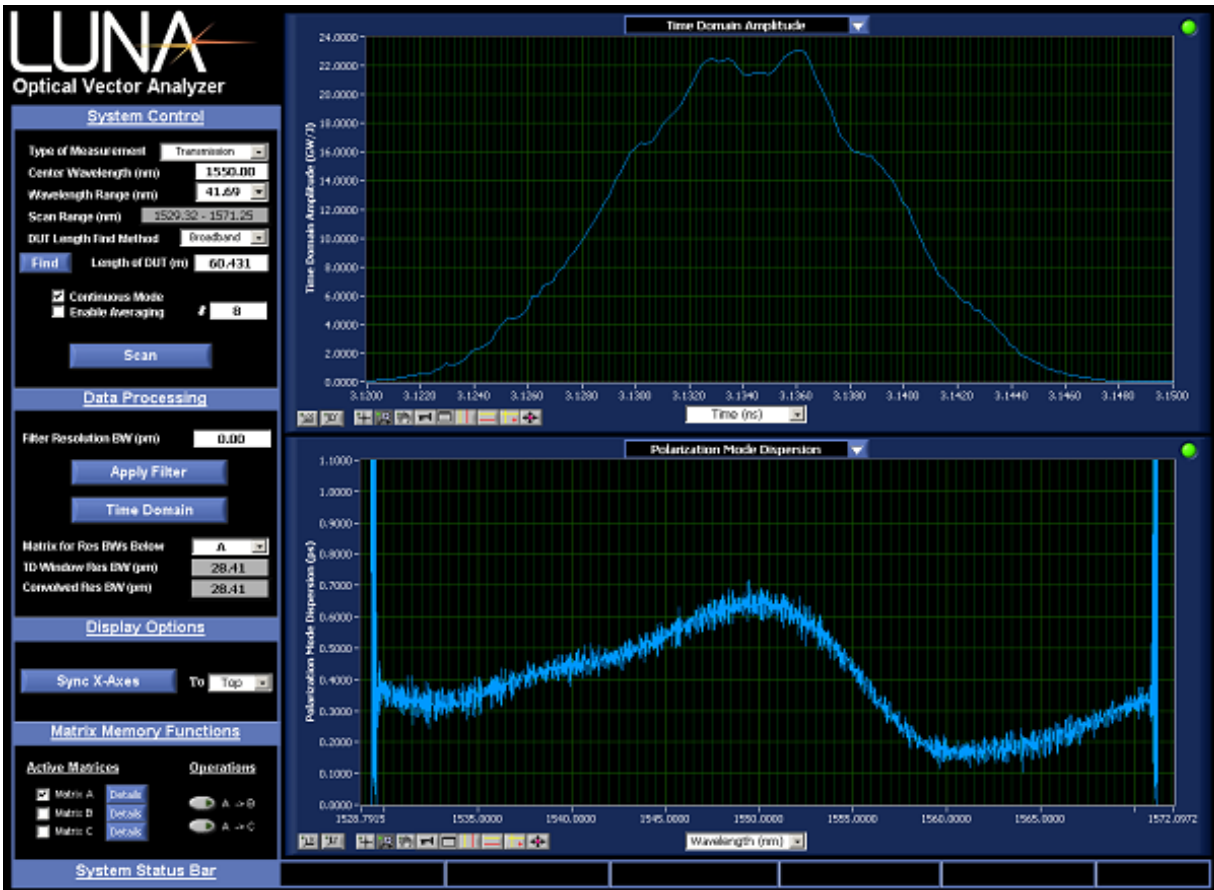 LUNA
Optical Vector Analyzer
System Control
Type of Measurement Transmission
Center Wavelength (nm) 1550.00
Wavelength Range (nm) 41.69
Scan Range (nm) 1529.32 - 1571.25
DUT Length Find Method Broadband
Find Length of DUT (m) 60.431
Continuous Mode
Enable Averaging # 8
Scan
Data Processing
Filter Resolution BW (pm) 0.00
Apply Filter
Time Domain
Matrix for Res BWs Below A
TD Window Res BW (pm) 28.41
Convolved Res BW (pm) 28.41
Display Options
Sync X-Axes To Top
Matrix Memory Functions
Active Matrices Operations
Matrix A Details A -> B
Matrix B Details
Matrix C Details A -> C
System Status Bar
Time Domain Amplitude
Time Domain Amplitude (GW/J)
24.0000
22.0000
20.0000
18.0000
16.0000
14.0000
12.0000
10.0000
8.0000
6.0000
4.0000
2.0000
0.0000
3.1200 3.1220 3.1240 3.1260 3.1280 3.1300 3.1320 3.1340 3.1360 3.1380 3.1400 3.1420 3.1440 3.1460 3.1480 3.1500
Time (ns)
Polarization Mode Dispersion
Polarization Mode Dispersion (ps)
1.1000
1.0000
0.9000
0.8000
0.7000
0.6000
0.5000
0.4000
0.3000
0.2000
0.1000
0.0000
1528.7915 1535.0000 1540.0000 1545.0000 1550.0000 1555.0000 1560.0000 1565.0000 1572.0972
Wavelength (nm)